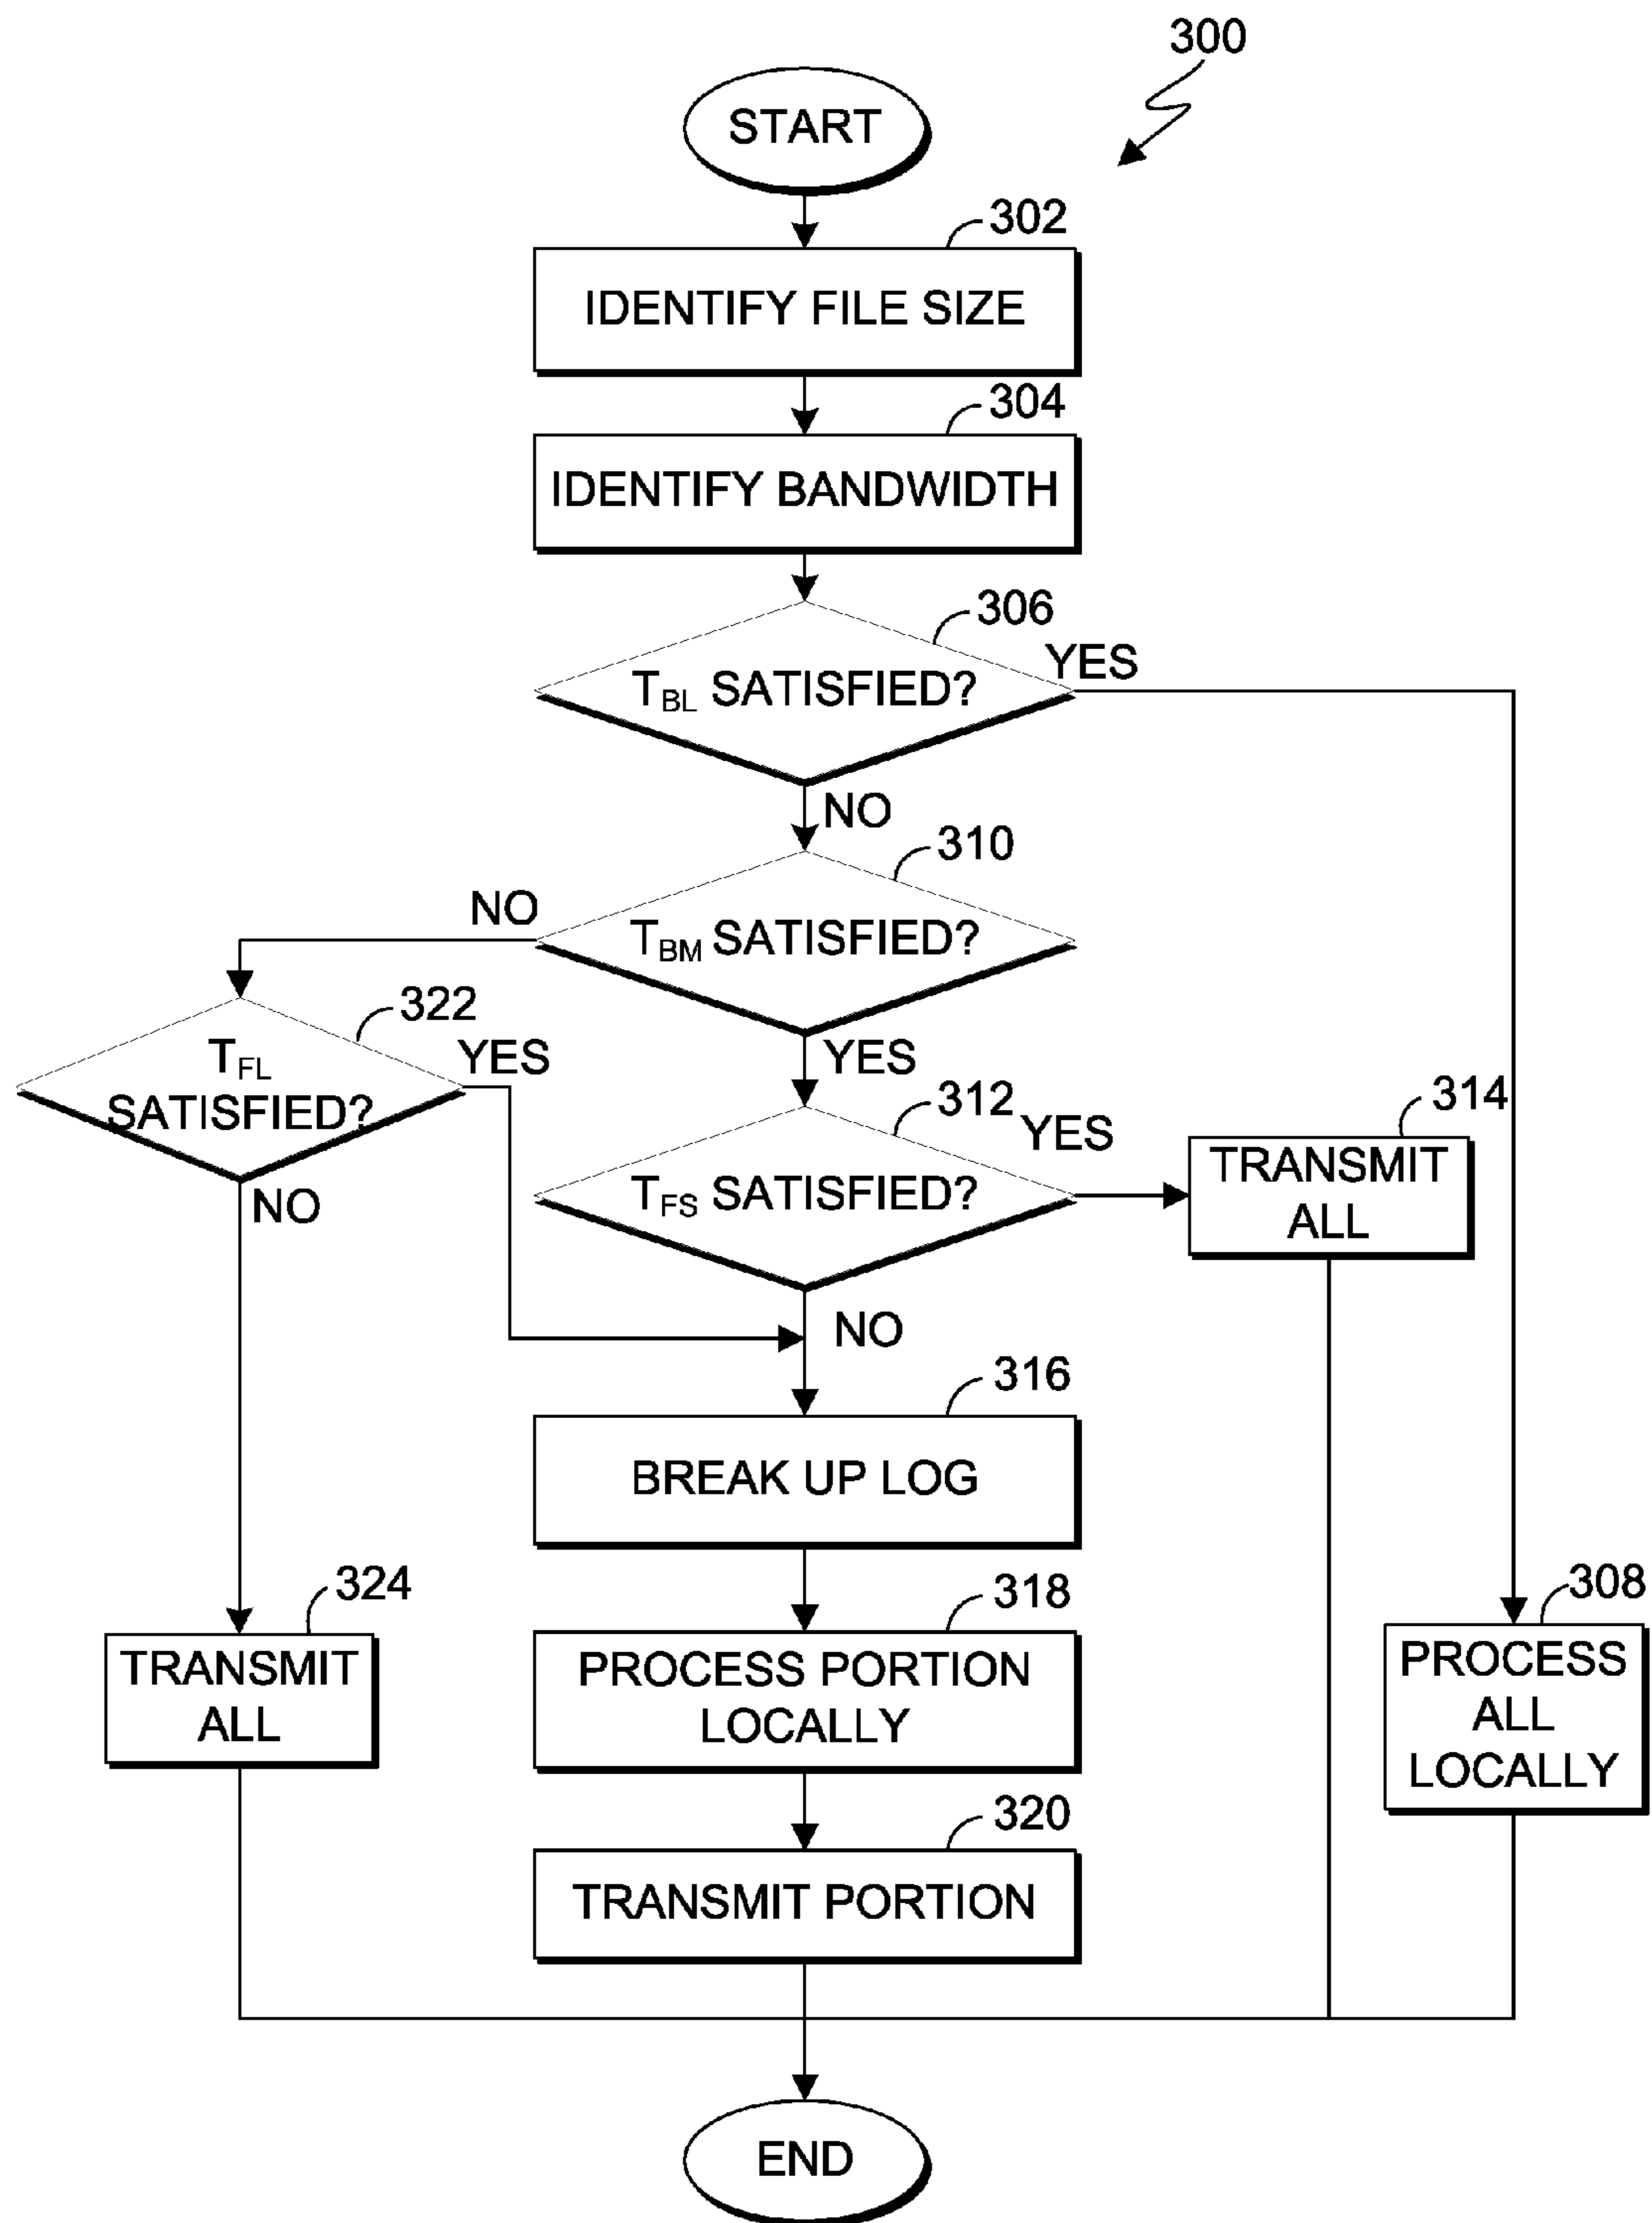 300
START
302
IDENTIFY FILE SIZE
304
IDENTIFY BANDWIDTH
306
YES
TBL SATISFIED?
NO
310
NO
TBM SATISFIED?
322
YES
TFL
SATISFIED?
YES
312
YES
314
TRANSMIT
ALL
TFS SATISFIED?
NO
NO
316
BREAK UP LOG
324
TRANSMIT
ALL
318
PROCESS PORTION
LOCALLY
308
PROCESS
ALL
LOCALLY
320
TRANSMIT PORTION
END